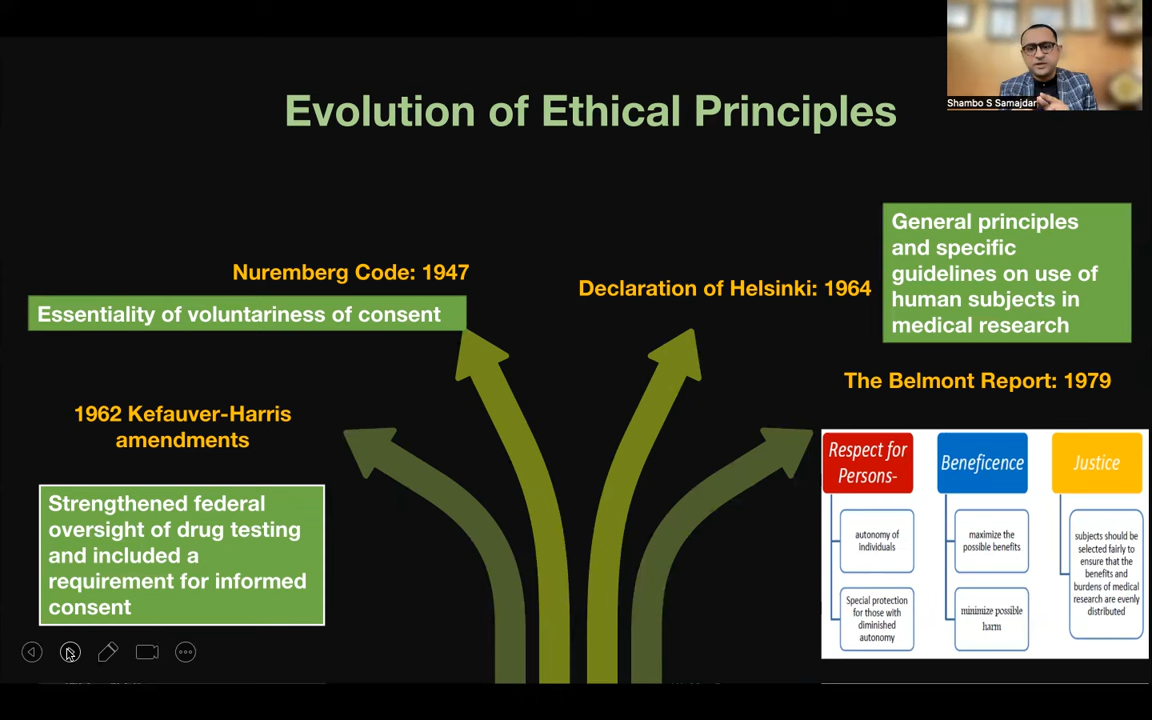 Shambo S Samajdar
Evolution of Ethical Principles
Nuremberg Code: 1947
Essentiality of voluntariness of consent
Declaration of Helsinki: 1964
General principles
and specific
guidelines on use of
human subjects in
medical research
1962 Kefauver-Harris
amendments
Strengthened federal
oversight of drug testing
and included a
requirement for informed
consent
The Belmont Report: 1979
Respect for
Persons-
autonomy of
individuals
Special protection
for those with
diminished
autonomy
Beneficence
maximize the
possible benefits
minimize possible
harm
Justice
subjects should be
selected fairly to
ensure that the
benefits and
burdens of medical
research are evenly
distributed